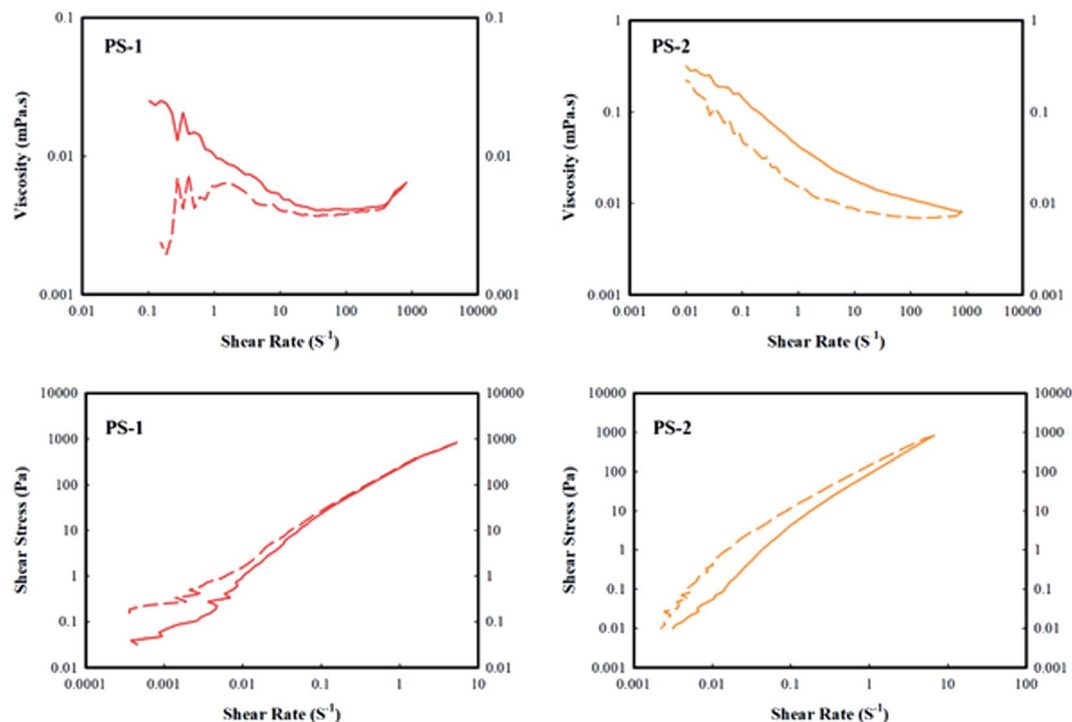 0.1 0.1
PS-1
0.01 0.01
0.001 0.001
Viscosity (mPa.s)
0.01 0.1 1 10 100 1000 10000
Shear Rate (S⁻¹)
1 1
PS-2
0.1 0.1
0.01 0.01
0.001 0.001
Viscosity (mPa.s)
0.001 0.01 0.1 1 10 100 1000 10000
Shear Rate (S⁻¹)
10000 10000
1000 1000
PS-1
100 100
10 10
1 1
0.1 0.1
0.01 0.01
Shear Stress (Pa)
0.0001 0.001 0.01 0.1 1 10
Shear Rate (S⁻¹)
10000 10000
1000 1000
PS-2
100 100
10 10
1 1
0.1 0.1
0.01 0.01
0.001 0.001
Shear Stress (Pa)
0.001 0.01 0.1 1 10 100
Shear Rate (S⁻¹)